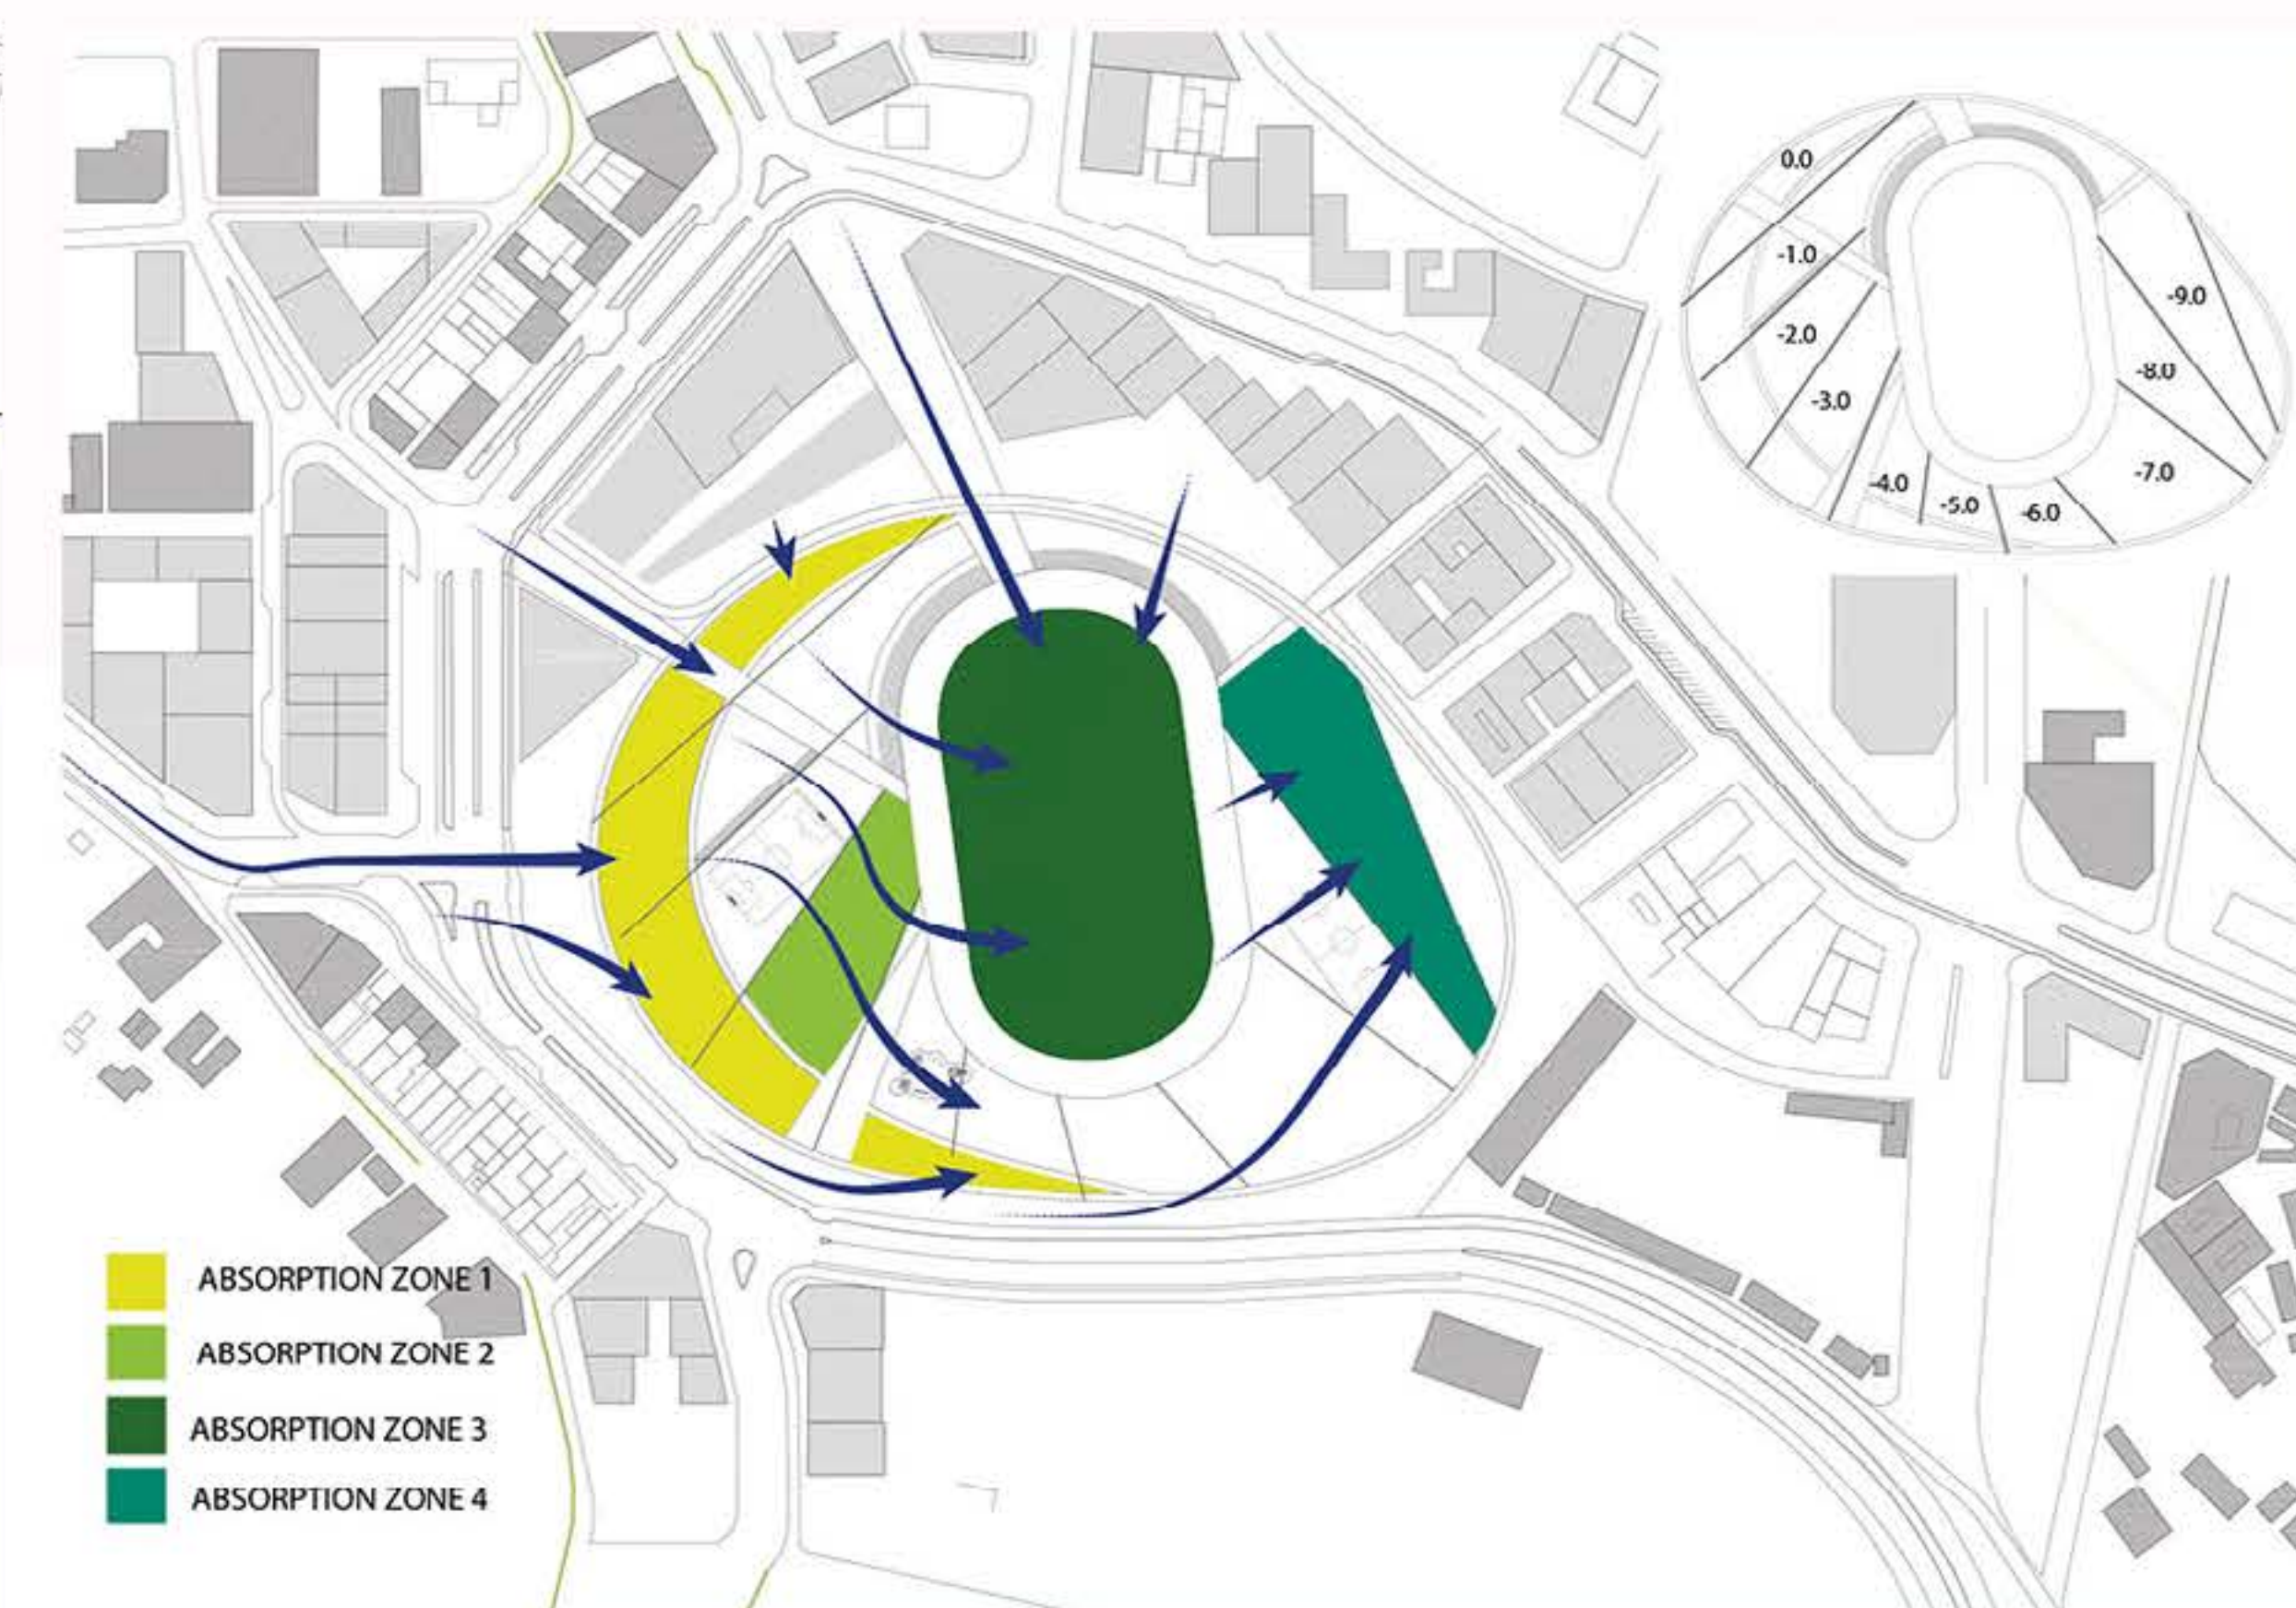 0.0
-1.0
-9.0
-2.0
-8.0
-3.0
-7.0
-4.0
-5.0
-6.0
ABSORPTION ZONE 1
ABSORPTION ZONE 2
ABSORPTION ZONE 3
ABSORPTION ZONE 4